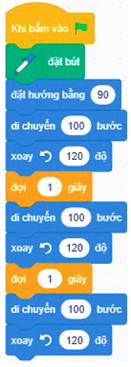 Khi bấm vào
đặt bút
đặt hướng bằng 90
di chuyển 100 bước
xoay 120 độ
đợi 1 giây
di chuyển 100 bước
xoay 120 độ
đợi 1 giây
di chuyển 100 bước
xoay 120 độ